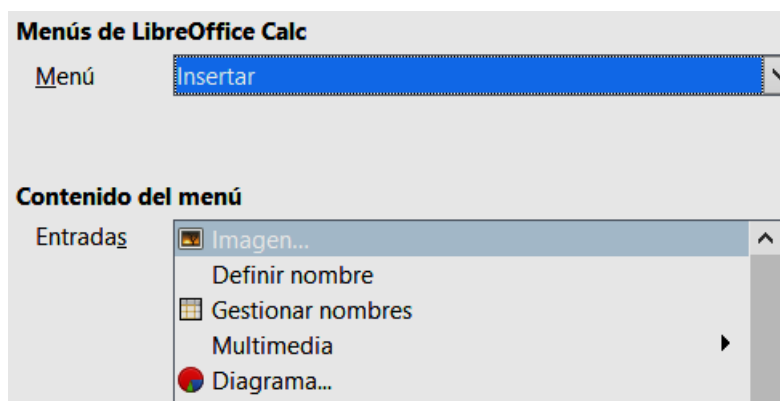 Menús de LibreOffice Calc
Menú
Insertar
Contenido del menú
Entradas
Imagen...
Definir nombre
Gestionar nombres
Multimedia
Diagrama...